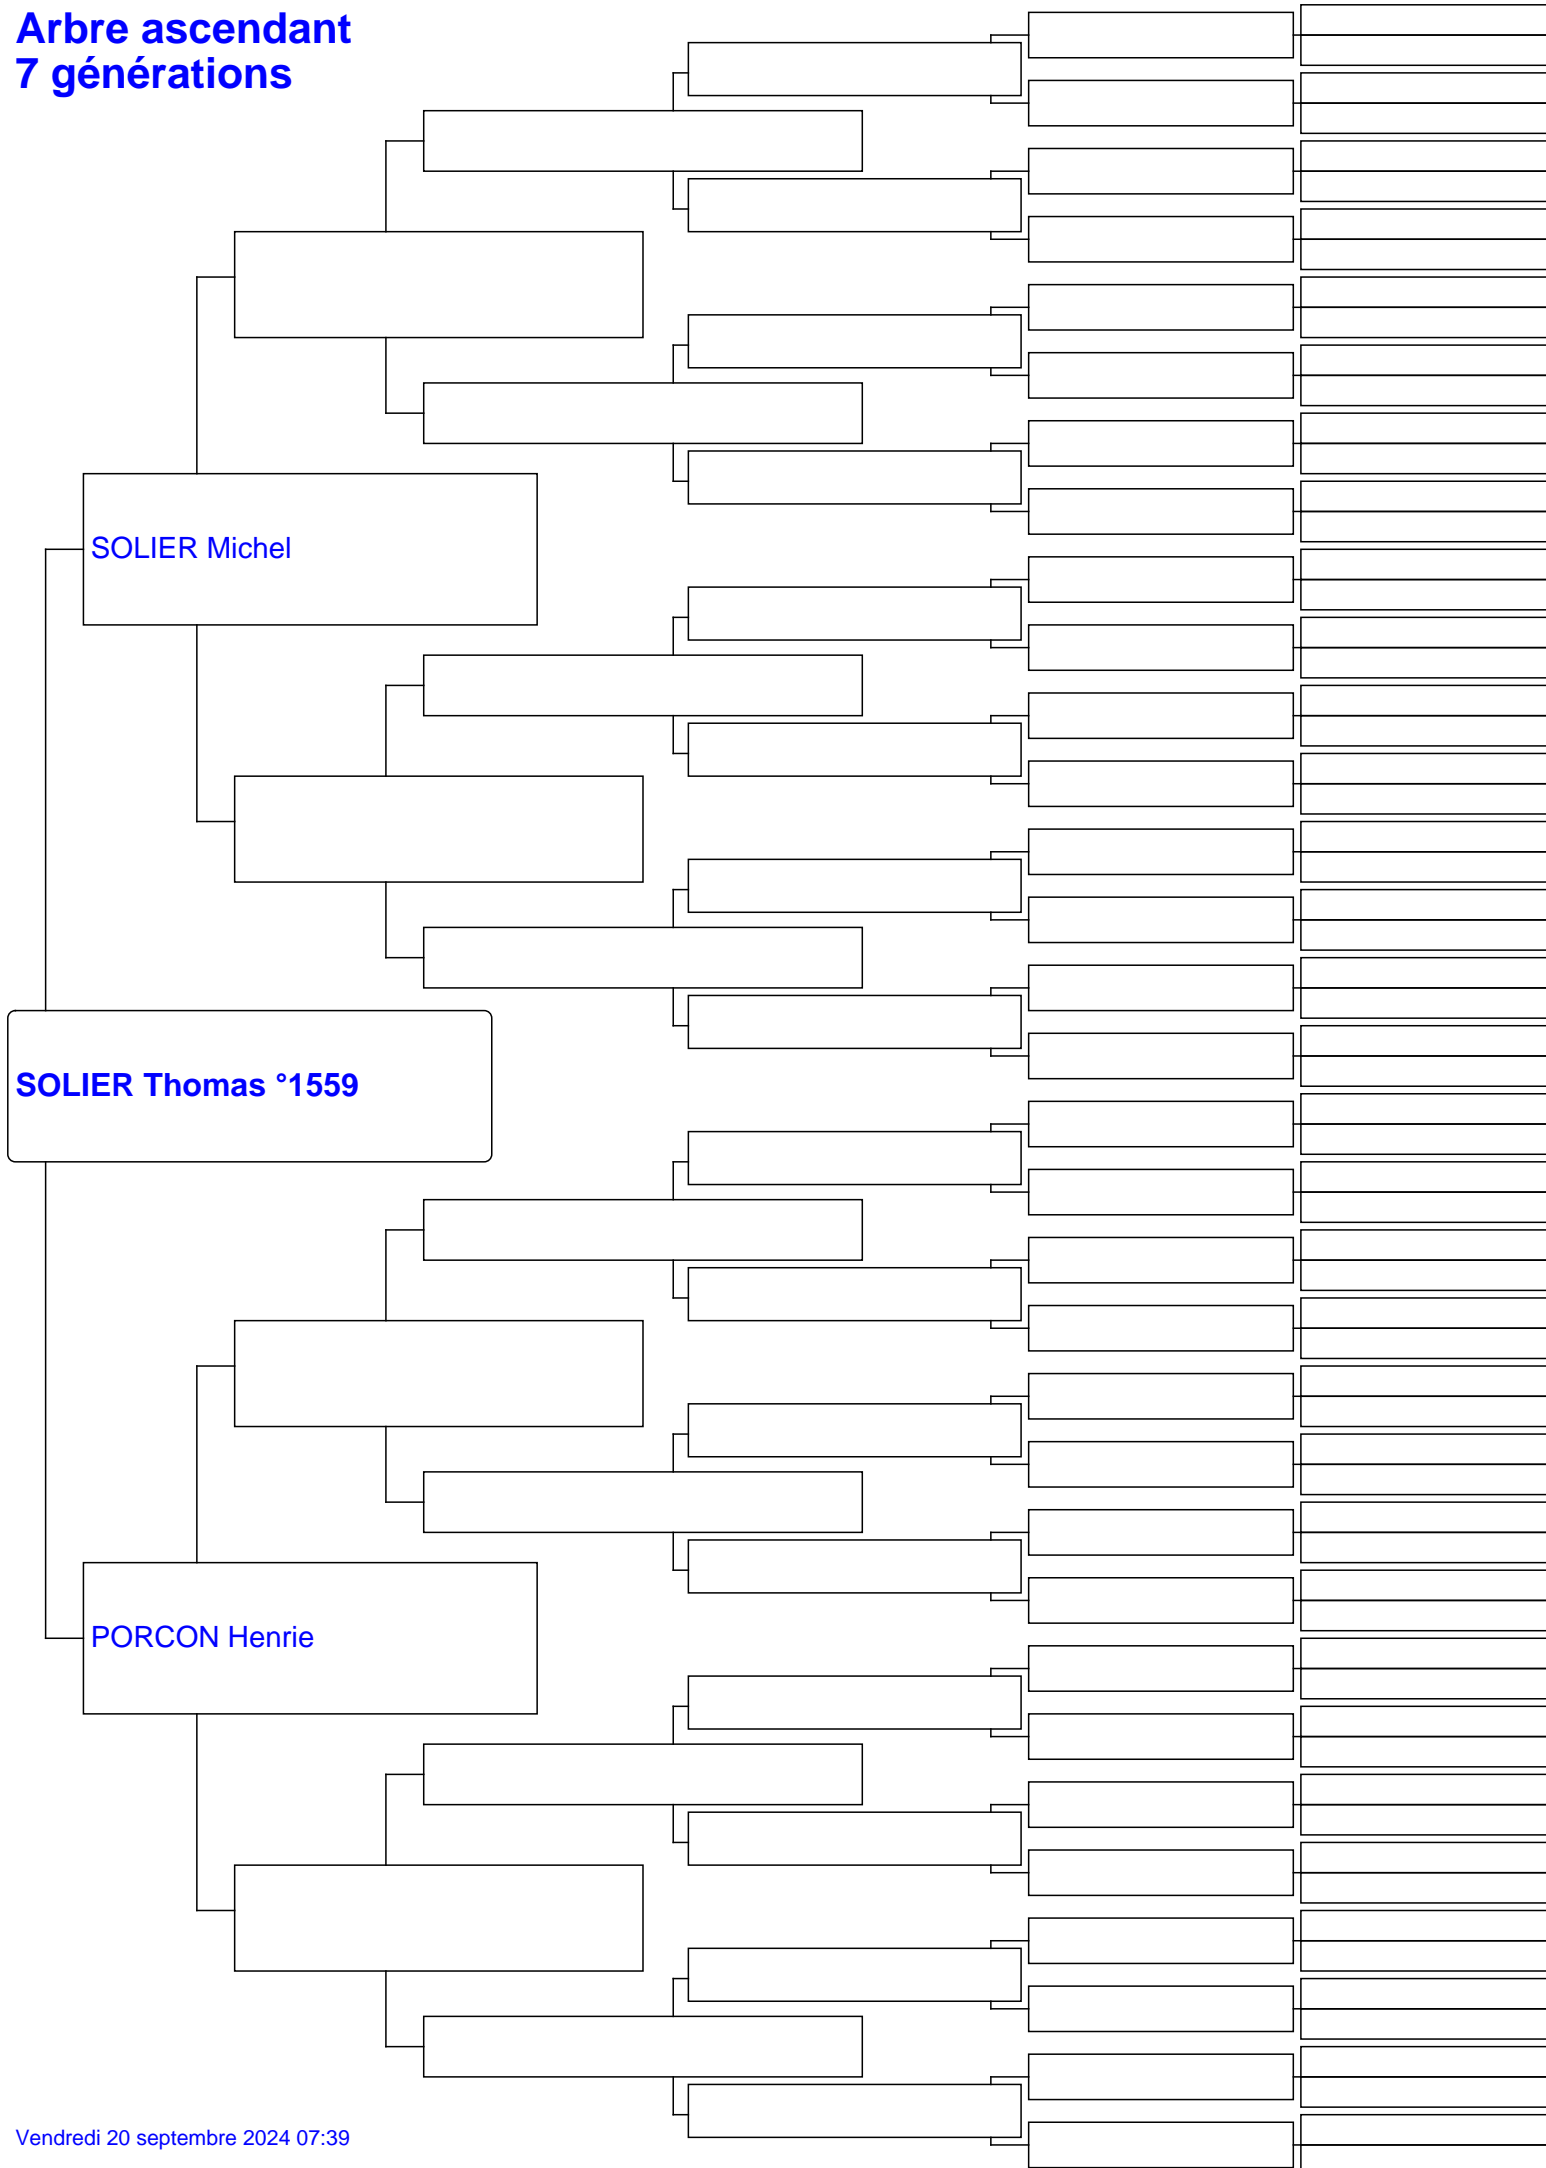 Arbre ascendant
7 générations
SOLIER Michel
SOLIER Thomas °1559
PORCON Henrie
Vendredi 20 septembre 2024 07:39